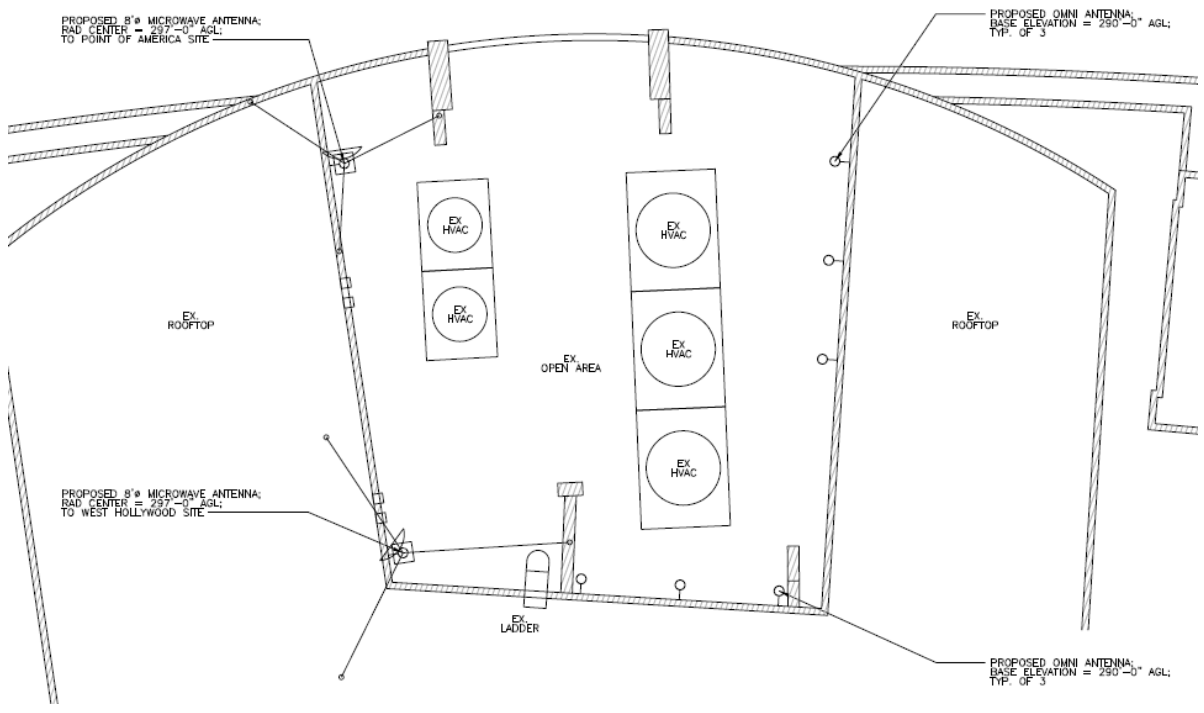 PROPOSED 8'ø MICROWAVE ANTENNA;
RAD CENTER = 297'-0" AGL;
TO POINT OF AMERICA SITE
PROPOSED OMNI ANTENNA;
BASE ELEVATION = 290'-0" AGL;
TYP. OF 3
EX
HVAC
EX
HVAC
EX
HVAC
EX
HVAC
EX
HVAC
EX.
ROOFTOP
EX.
OPEN AREA
EX.
ROOFTOP
PROPOSED 8'ø MICROWAVE ANTENNA;
RAD CENTER = 297'-0" AGL;
TO WEST HOLLYWOOD SITE
EX.
LADDER
PROPOSED OMNI ANTENNA;
BASE ELEVATION = 290'-0" AGL;
TYP. OF 3